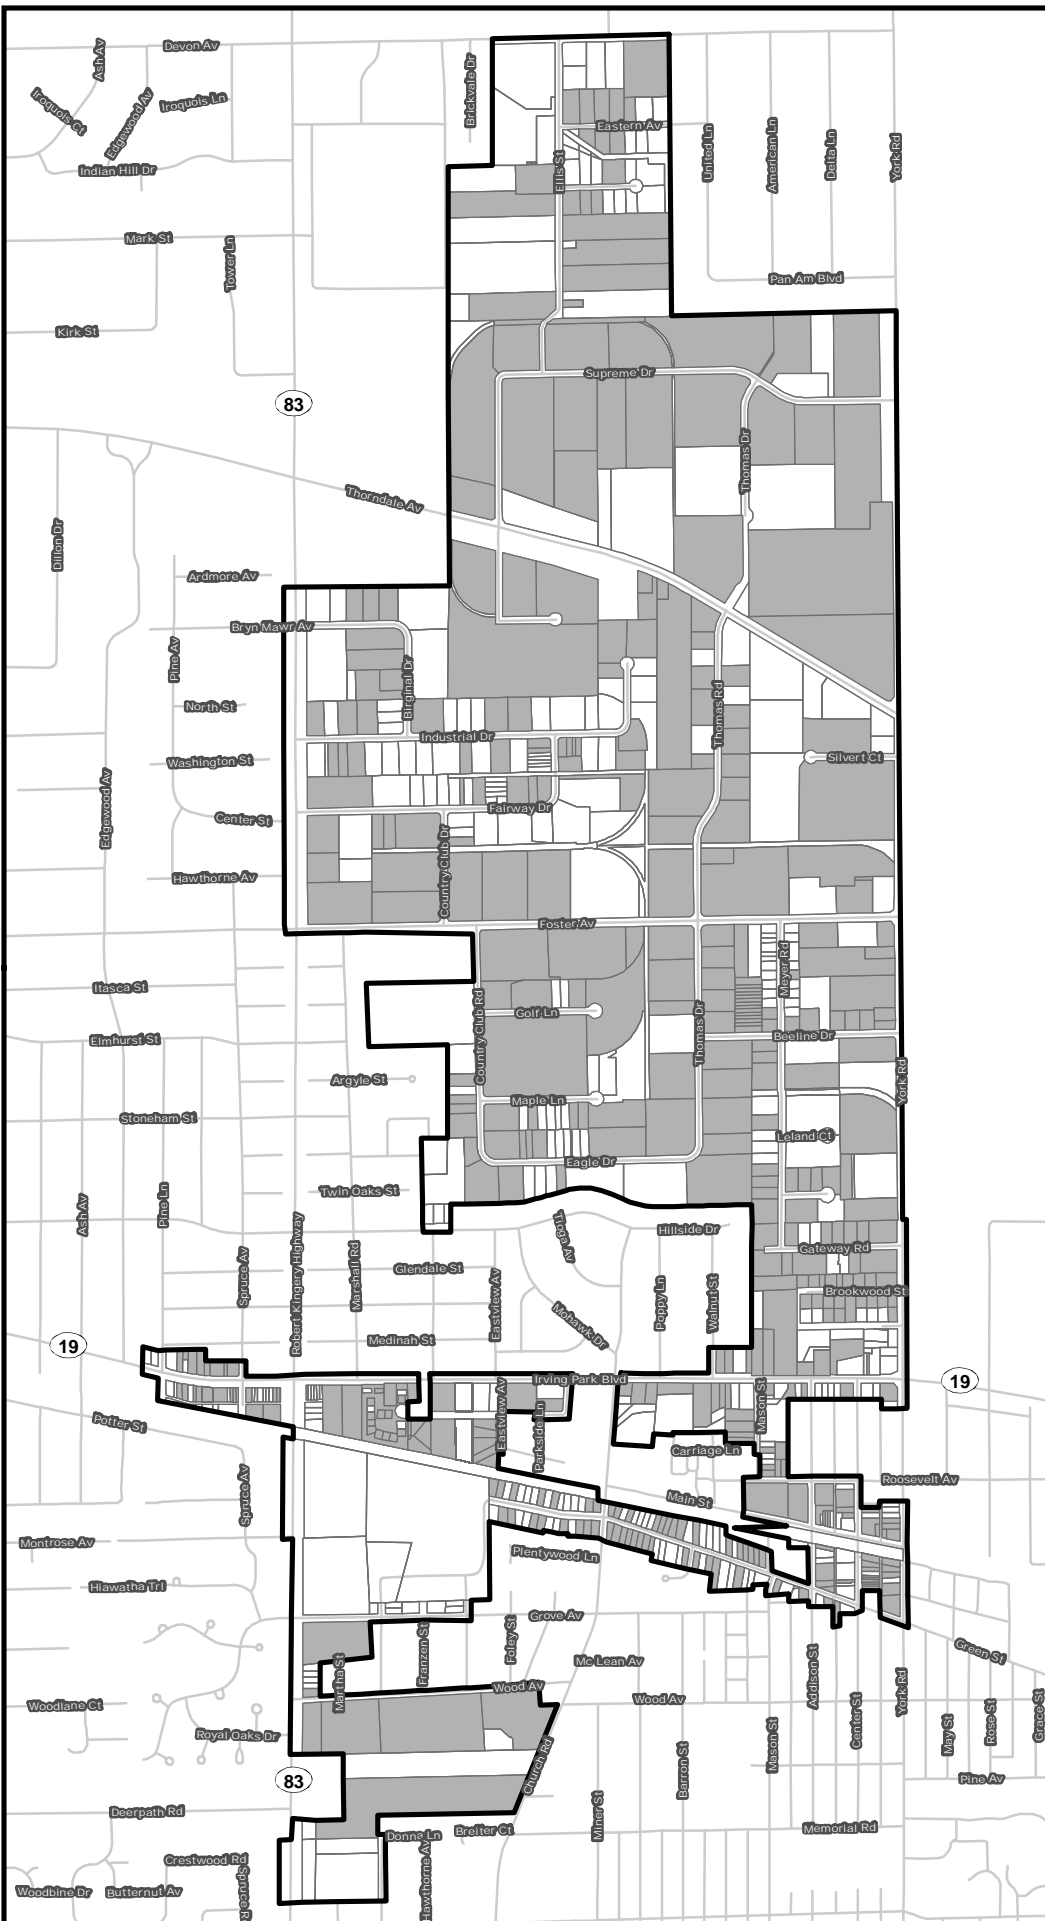 Devon Av
Ash Av
Iroquois Ct
Edgewood Av
Iroquois Ln
Indian Hill Dr
Brickvale Dr
Eastern Av
Ellis St
United Ln
American Ln
Delta Ln
York Rd
Mark St
Tower Ln
Pan Am Blvd
Kirk St
Supreme Dr
83
Thomas Dr
Thorndale Av
Dillon Dr
Ardmore Av
Bryn Mawr Av
Pine Av
Birginal Dr
North St
Thomas Rd
Industrial Dr
Washington St
Silvert Ct
Edgewood Av
Fairway Dr
Center St
Country Club Dr
Hawthorne Av
Foster Av
Moyer Rd
Itasca St
Country Club Rd
Golf Ln
Thomas Dr
Beeline Dr
Elmhurst St
Argyle St
York Rd
Maple Ln
Stoneham St
Leland Ct
Eagle Dr
Twin Oaks St
Ash Av
Pine Ln
Tioga Av
Hillside Dr
Gateway Rd
Spruce Av
Robert Kingery Highway
Marshall Rd
Glendale St
Eastview Av
Poppy Ln
Walnut St
Brookwood St
Mohawk Dr
Medinah St
19
Irving Park Blvd
19
Eastview Av
Parkside Ln
Mason St
Potter St
Carriage Ln
Roosevelt Av
Spruce Av
Main St
Montrose Av
Plentywood Ln
Hiawatha Trl
Grove Av
Franzen St
Foley St
Green St
Mc Lean Av
Martha St
Addison St
Wood Av
Wood Av
York Rd
Woodlane Ct
Center St
Grace St
Royal Oaks Dr
May St
Rose St
Mason St
Church Rd
Barron St
83
Pine Av
Deerpath Rd
Miner St
Memorial Rd
Donna Ln
Breiter Ct
Crestwood Rd
Hawthorne Av
Woodbine Dr
Butternut Av
Spruce